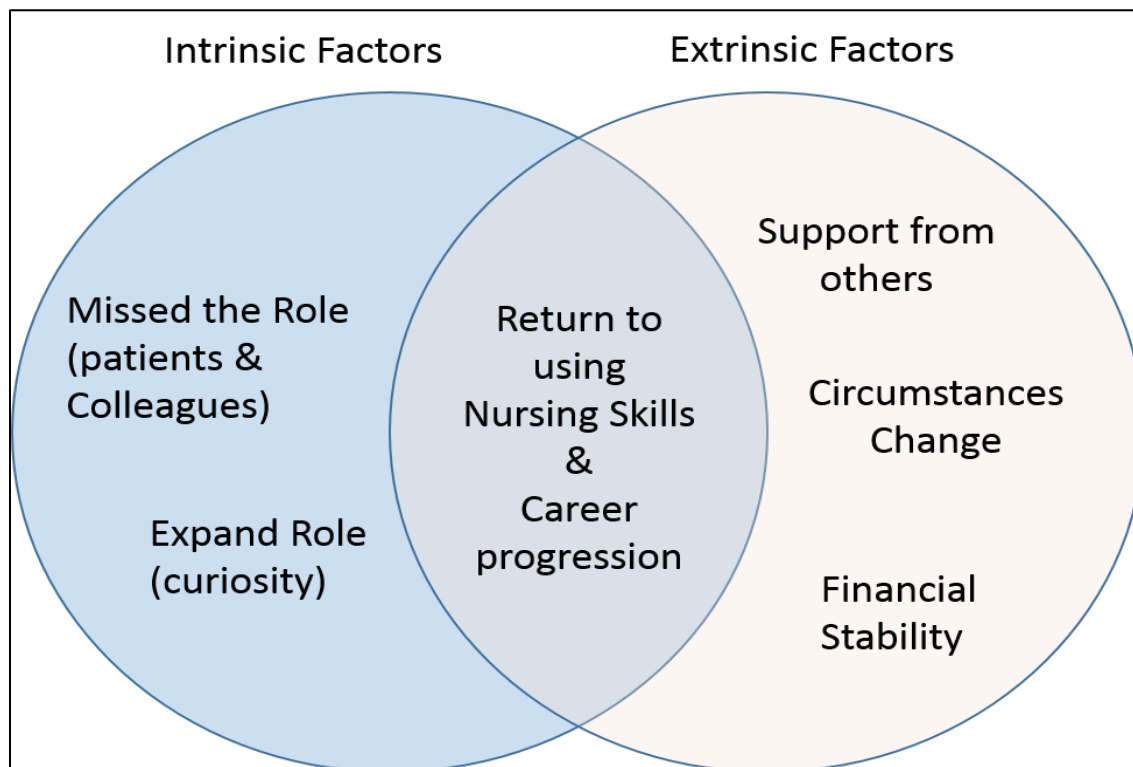 Intrinsic Factors
Extrinsic Factors
Missed the Role
(patients &
Colleagues)
Expand Role
(curiosity)
Return to
using
Nursing Skills
&
Career
progression
Support from
others
Circumstances
Change
Financial
Stability